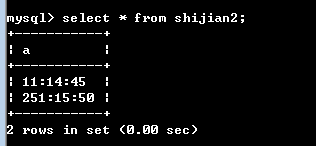 mysql> select * from shijian2;
+-----------+
| a         |
+-----------+
| 11:14:45  |
| 251:15:50 |
+-----------+
2 rows in set (0.00 sec)